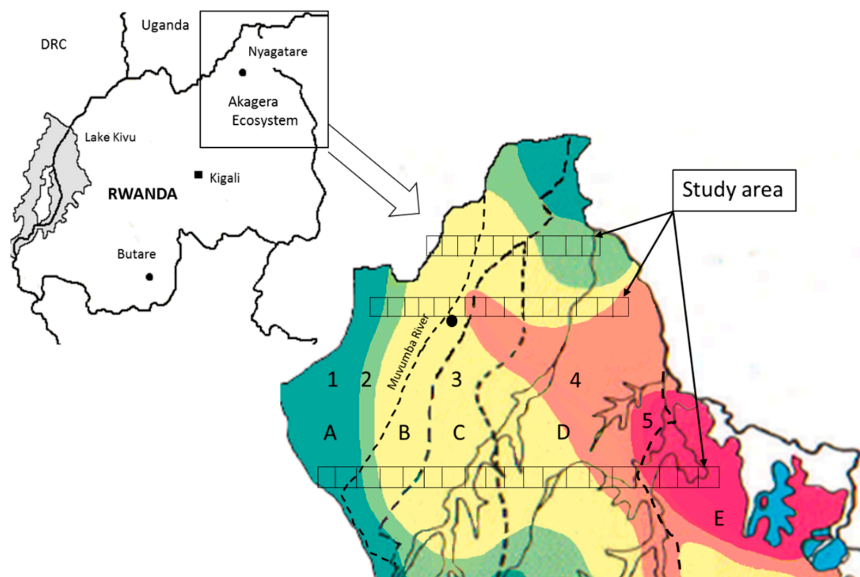 Uganda
DRC
Nyagatare
Akagera
Ecosystem
Lake Kivu
Kigali
RWANDA
Butare
Study area
Muvumba River
1
2
3
4
5
A
B
C
D
E